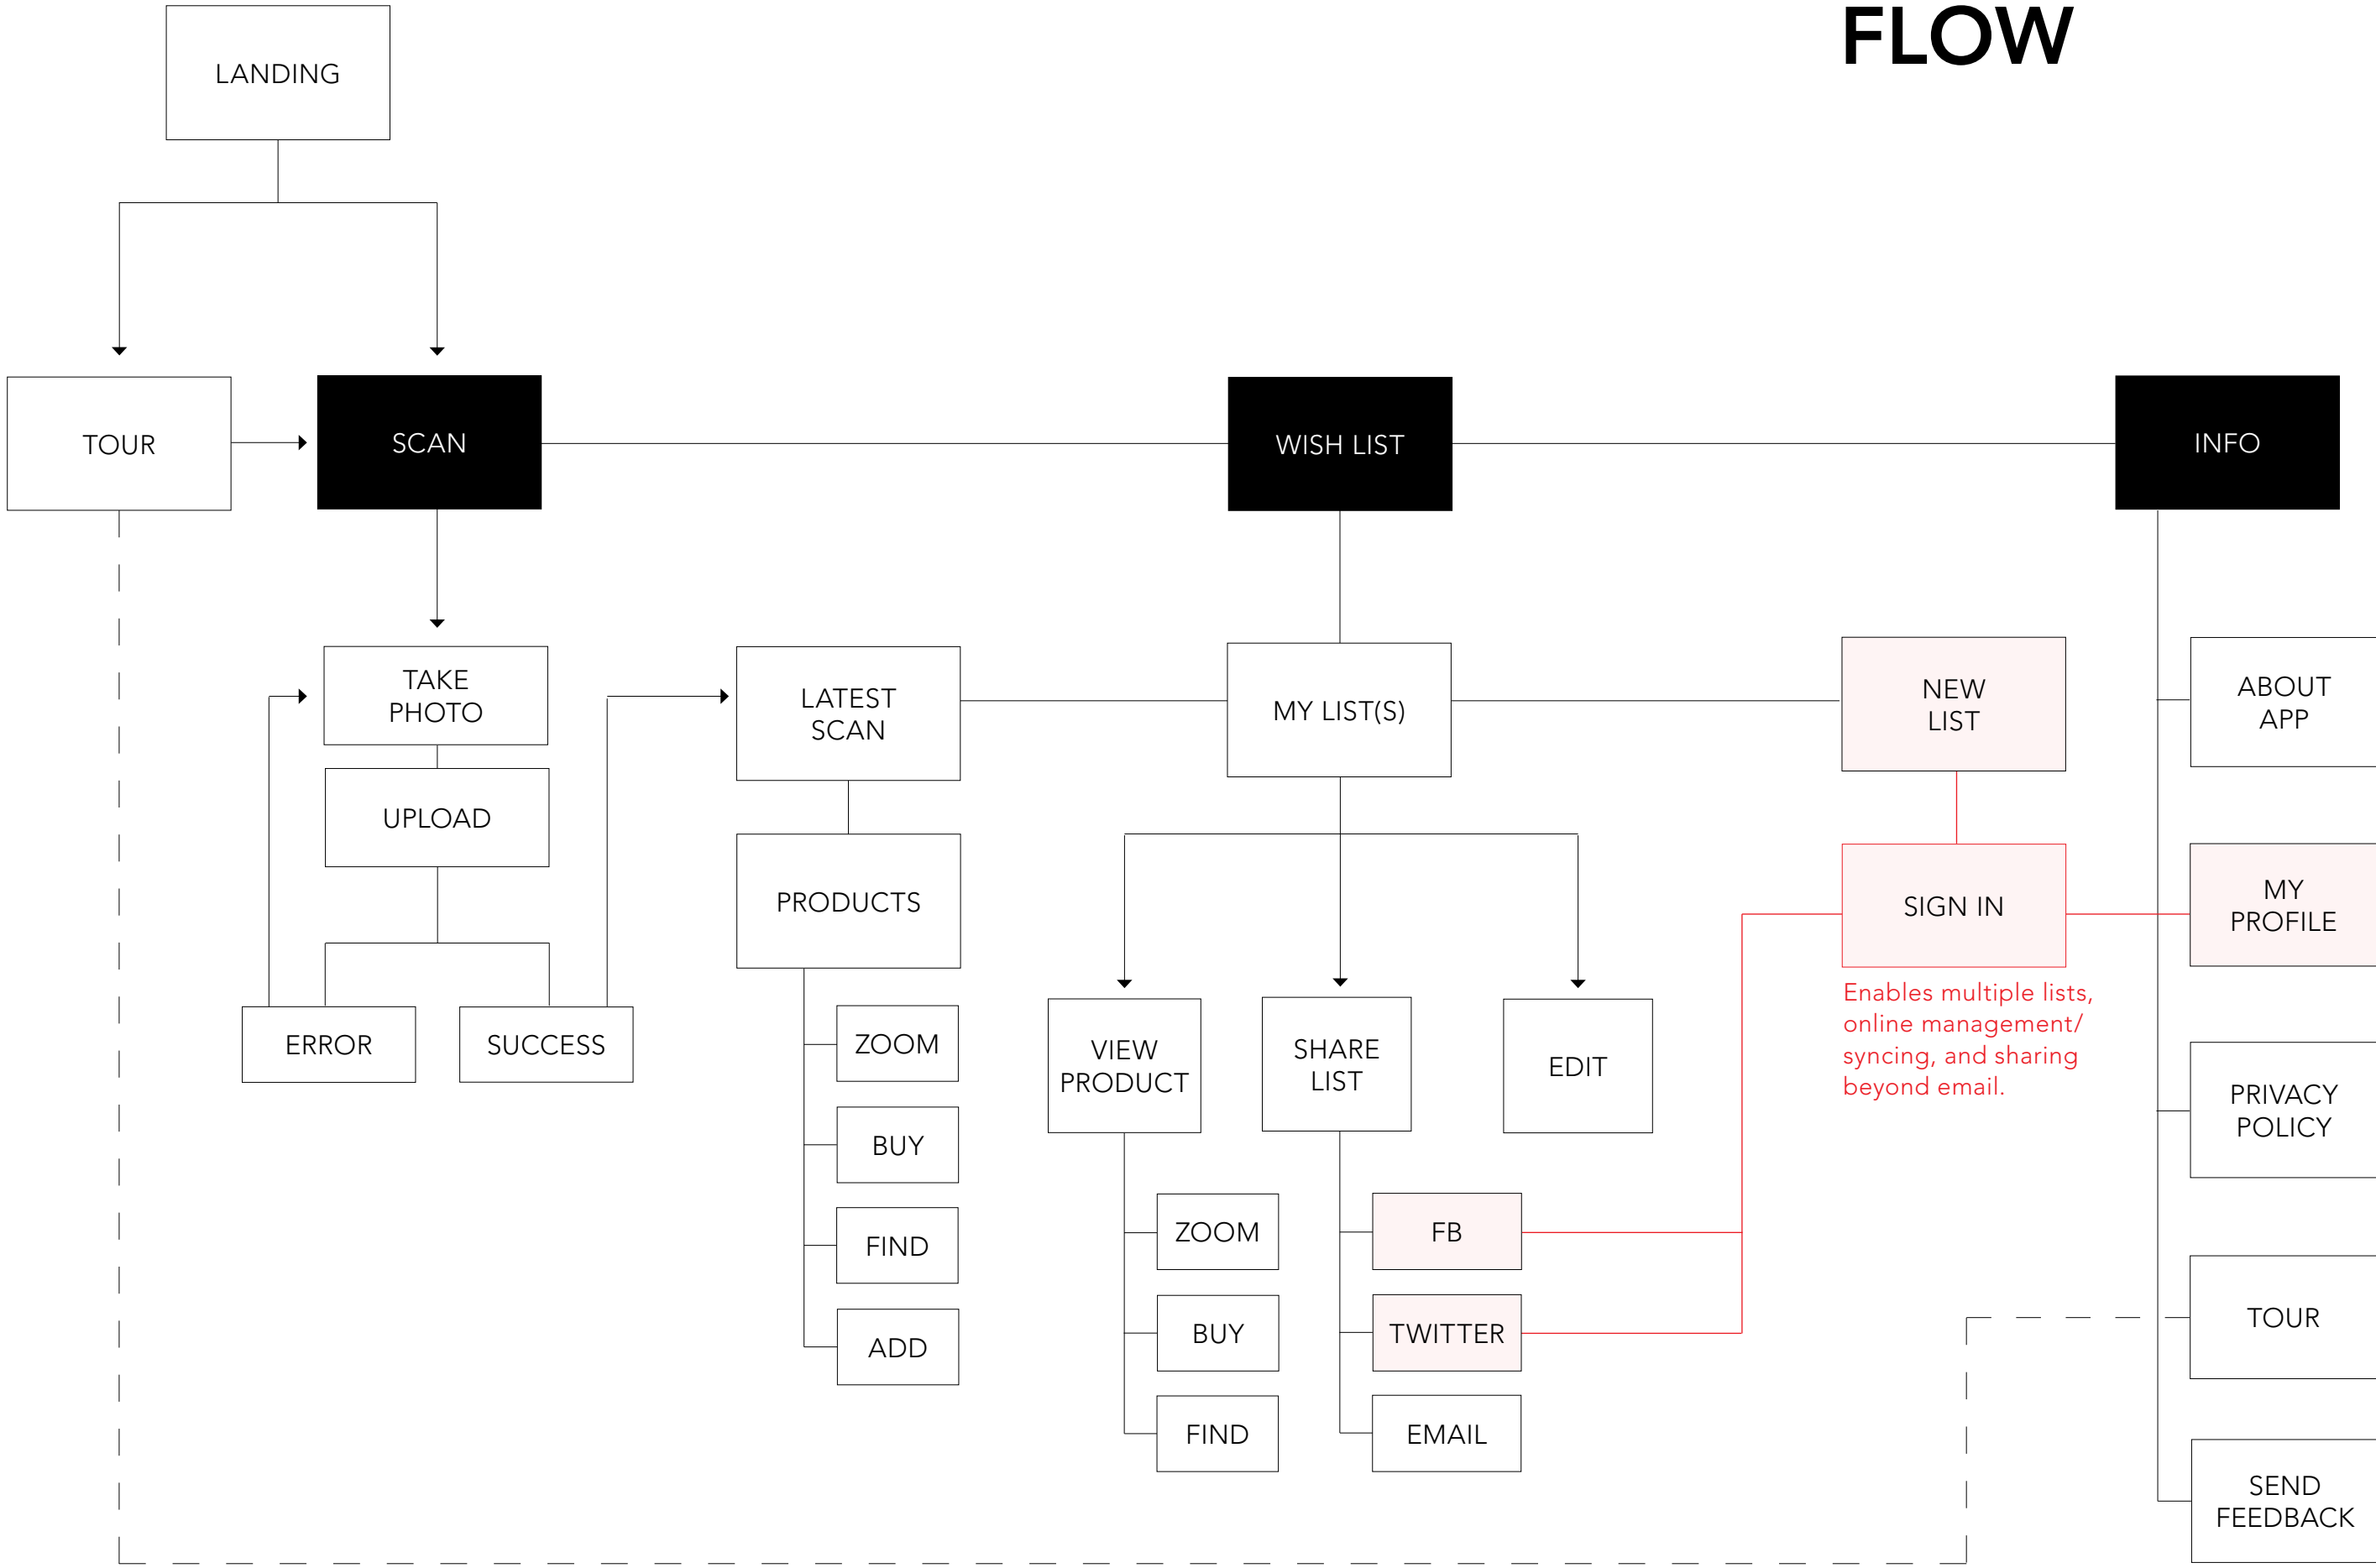 FLOW
LANDING
TOUR
SCAN
WISH LIST
INFO
TAKE
PHOTO
UPLOAD
ERROR
SUCCESS
LATEST
SCAN
PRODUCTS
ZOOM
BUY
FIND
ADD
MY LIST(S)
VIEW
PRODUCT
ZOOM
BUY
FIND
SHARE
LIST
FB
TWITTER
EMAIL
EDIT
NEW
LIST
SIGN IN
Enables multiple lists,
online management/
syncing, and sharing
beyond email.
ABOUT
APP
MY
PROFILE
PRIVACY
POLICY
TOUR
SEND
FEEDBACK